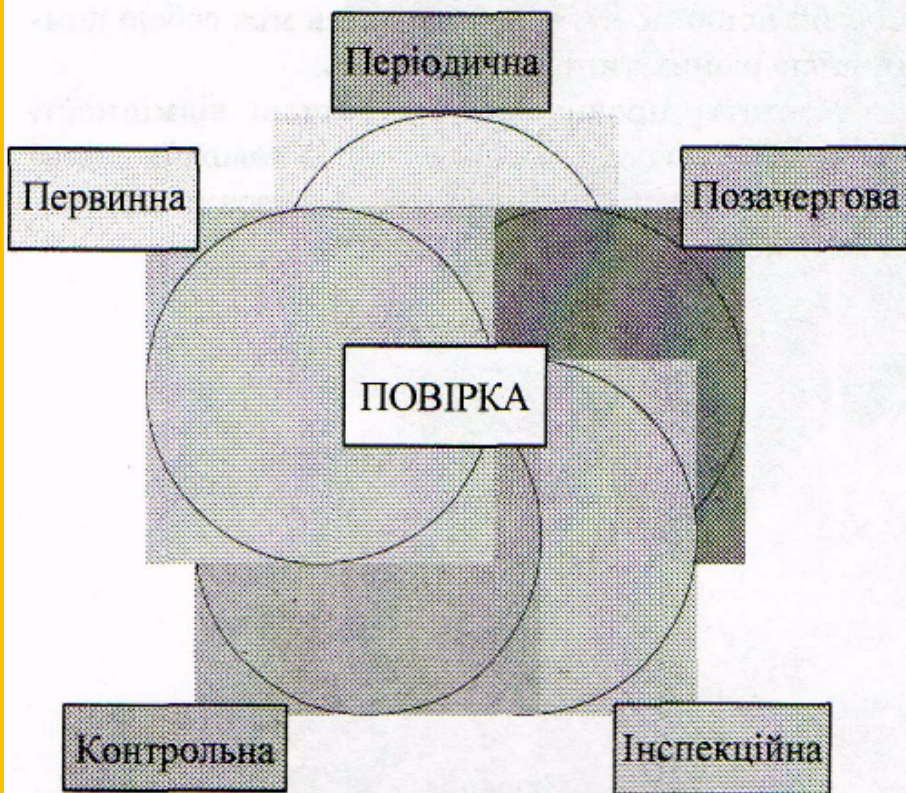 Періодична
Первинна
Позачергова
ПОВІРКА
Контрольна
Інспекційна